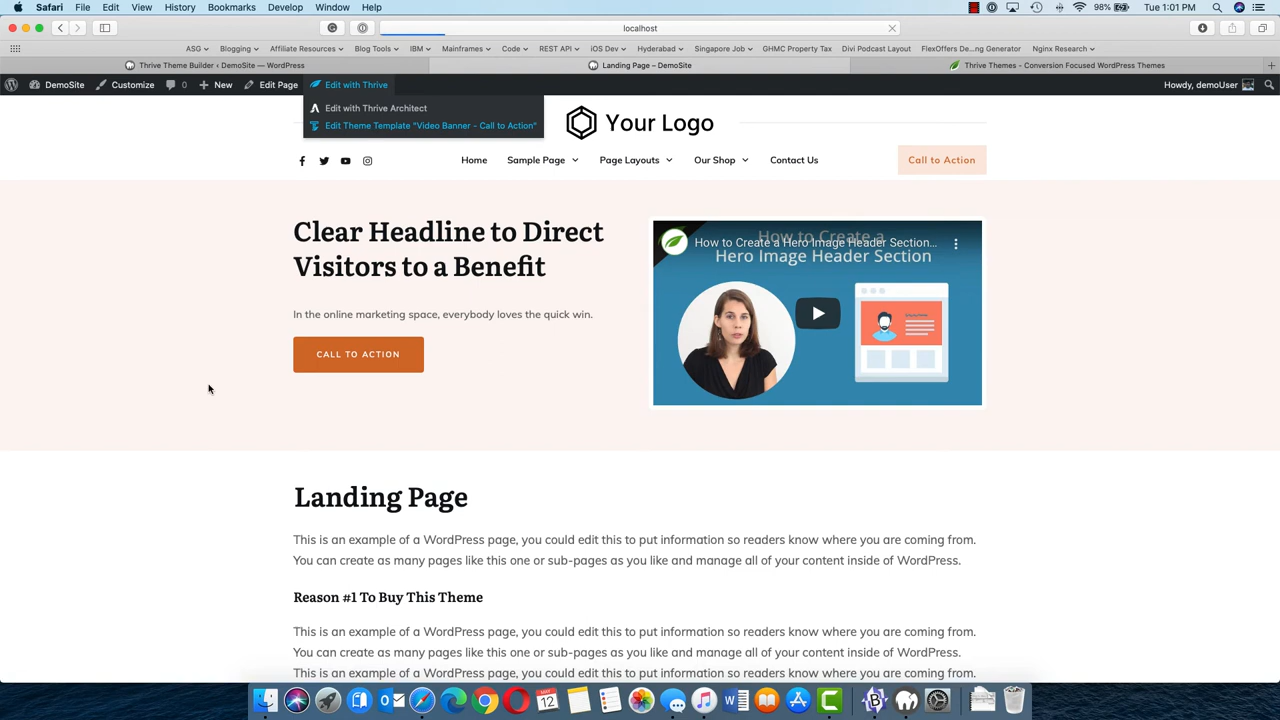 Safari File Edit View History Bookmarks Develop Window Help 98% Tue 1:01 PM
localhost
ASG Blogging Affiliate Resources Blog Tools IBM Mainframes Code REST API iOS Dev Hyderabad Singapore Job GHMC Property Tax Divi Podcast Layout FlexOffers De...ng Generator Nginx Research
Thrive Theme Builder ‹ DemoSite — WordPress Landing Page – DemoSite Thrive Themes - Conversion Focused WordPress Themes
DemoSite Customize 0 New Edit Page Edit with Thrive Howdy, demoUser
Edit with Thrive Architect
Edit Theme Template "Video Banner - Call to Action"
Your Logo
Home Sample Page Page Layouts Our Shop Contact Us Call to Action
Clear Headline to Direct
Visitors to a Benefit
In the online marketing space, everybody loves the quick win.
CALL TO ACTION
How to Create a Hero Image Header Section...
How to Create a
Hero Image Header Section
Landing Page
This is an example of a WordPress page, you could edit this to put information so readers know where you are coming from.
You can create as many pages like this one or sub-pages as you like and manage all of your content inside of WordPress.
Reason #1 To Buy This Theme
This is an example of a WordPress page, you could edit this to put information so readers know where you are coming from.
You can create as many pages like this one or sub-pages as you like and manage all of your content inside of WordPress.
This is an example of a WordPress page, you could edit this to put information so readers know where you are coming from.